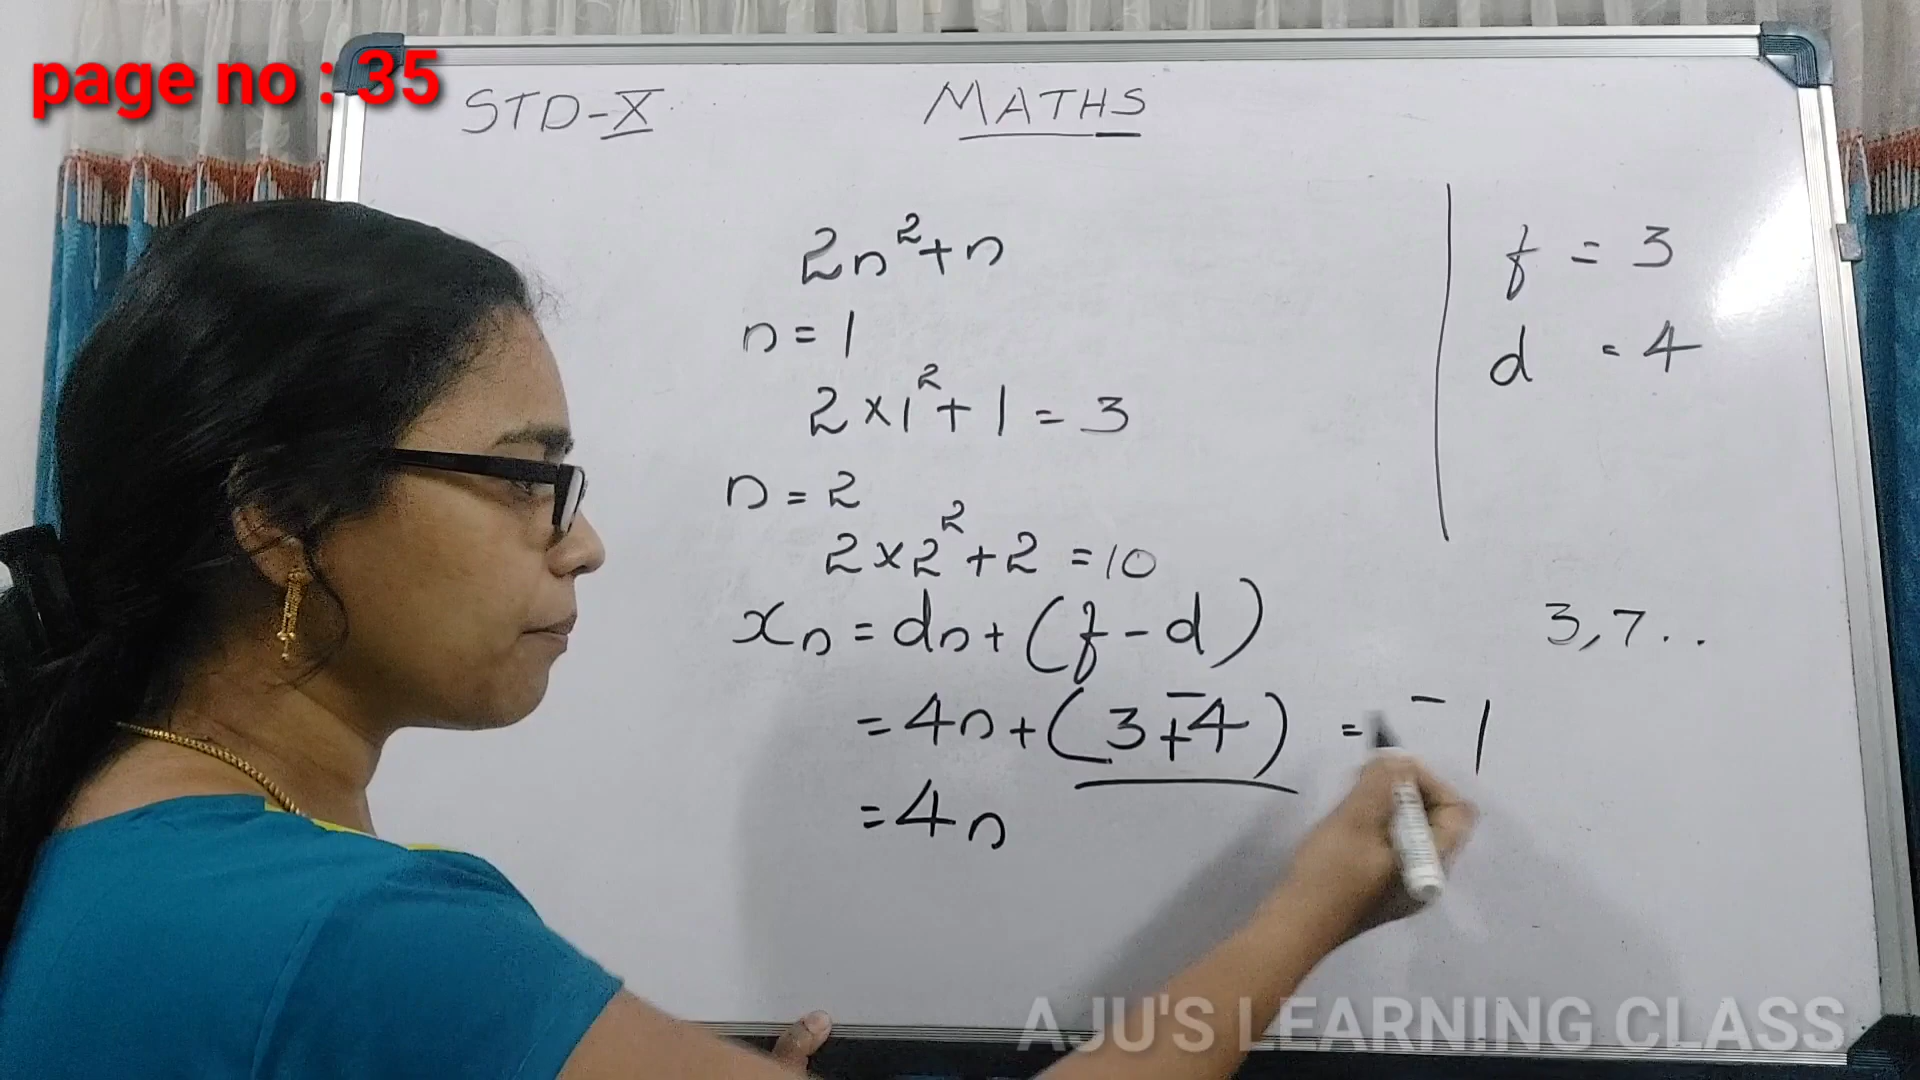 page no : 35
STD-X
MATHS
2n²+n
n=1
2×1²+1=3
n=2
2×2²+2=10
xn=dn+(f-d)
=4n+(3+⁻4) = ⁻1
=4n
f = 3
d = 4
3,7..
AJU'S LEARNING CLASS